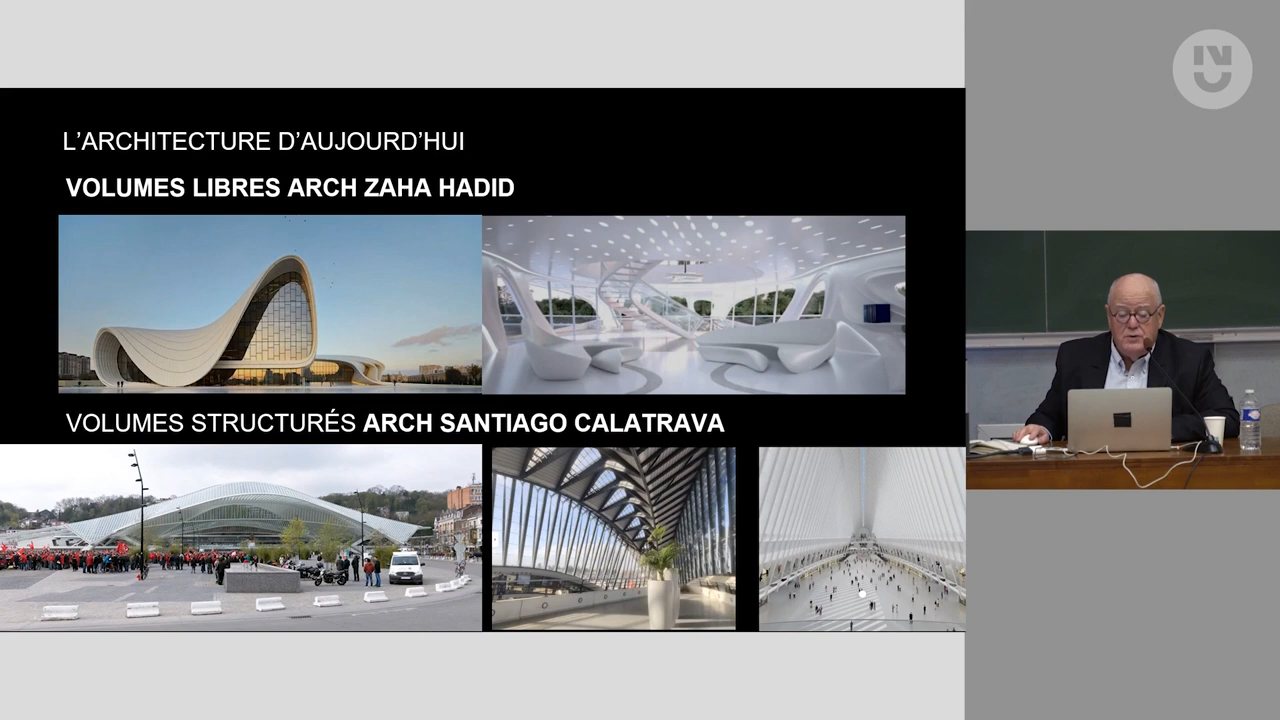 L’ARCHITECTURE D’AUJOURD’HUI
VOLUMES LIBRES ARCH ZAHA HADID
VOLUMES STRUCTURÉS ARCH SANTIAGO CALATRAVA